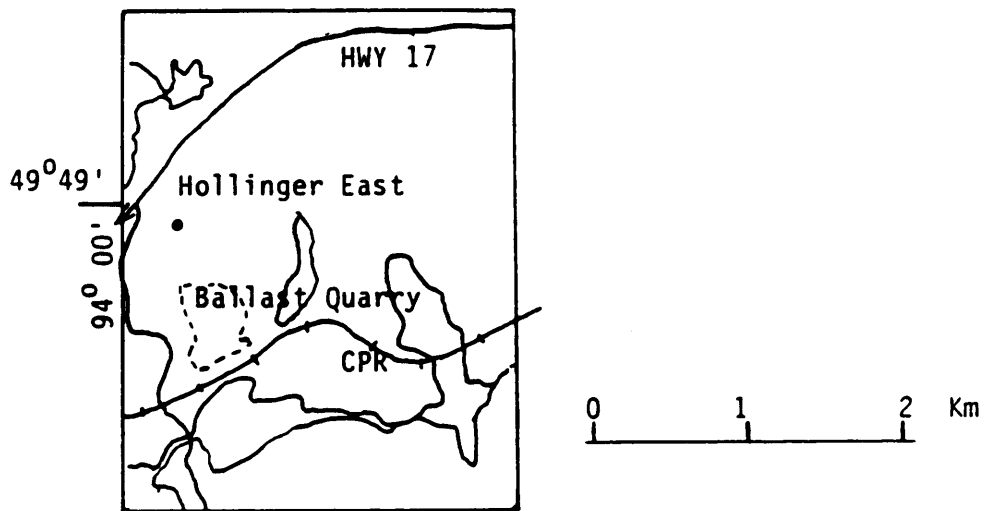 HWY 17
49°49'
Hollinger East
94° 00'
Ballast Quarry
CPR
0 1 2 Km